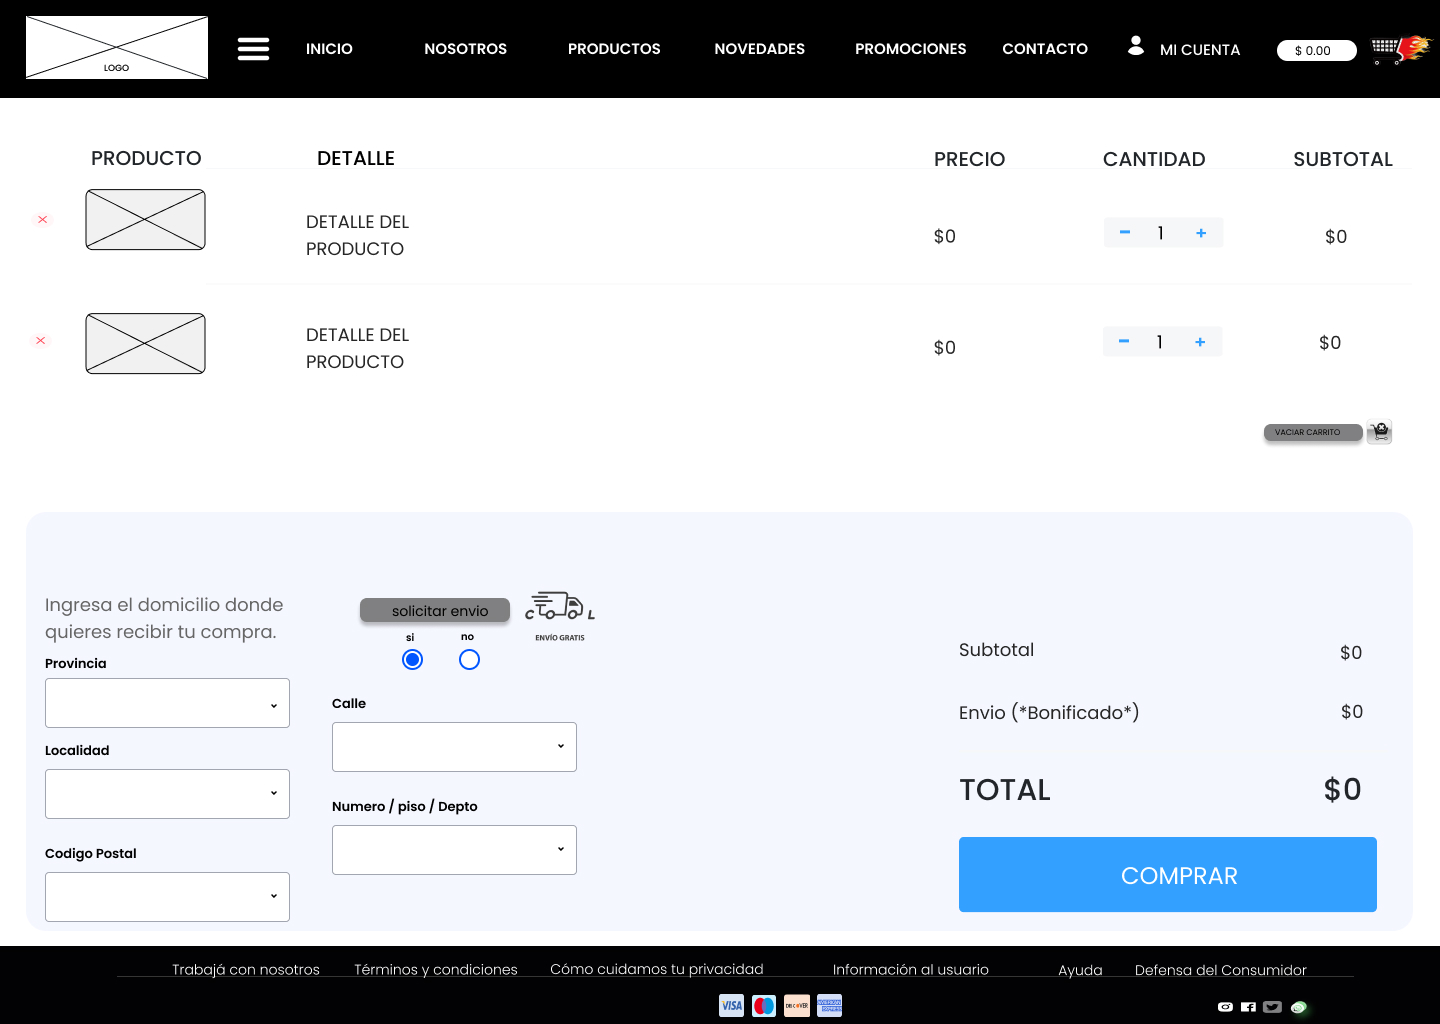 LOGO
INICIO
NOSOTROS
PRODUCTOS
NOVEDADES
PROMOCIONES
CONTACTO
MI CUENTA
$ 0.00
PRODUCTO
DETALLE
PRECIO
CANTIDAD
SUBTOTAL
DETALLE DEL
PRODUCTO
$0
1
$0
DETALLE DEL
PRODUCTO
$0
1
$0
VACIAR CARRITO
Ingresa el domicilio donde
quieres recibir tu compra.
solicitar envio
si
no
ENVÍO GRATIS
Provincia
Localidad
Codigo Postal
Calle
Numero / piso / Depto
Subtotal
$0
Envio (*Bonificado*)
$0
TOTAL
$0
COMPRAR
Trabajá con nosotros
Términos y condiciones
Cómo cuidamos tu privacidad
Información al usuario
Ayuda
Defensa del Consumidor
VISA
DISCOVER